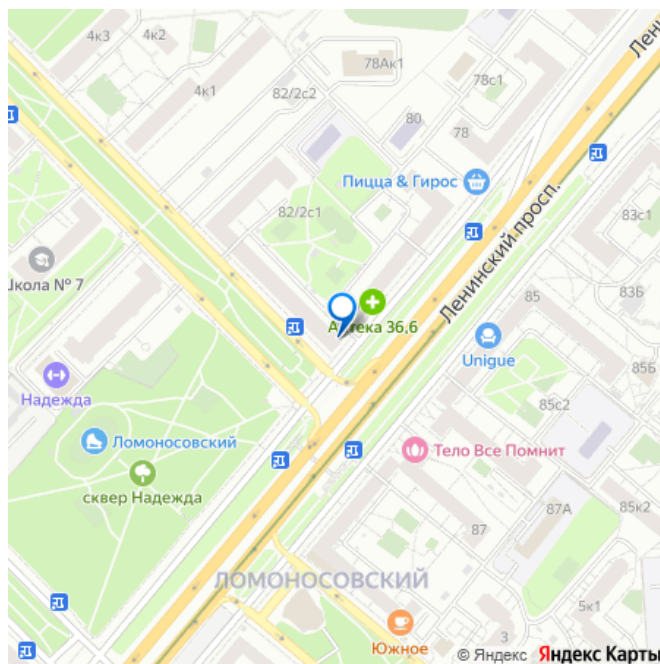 4к3
4к2
78Ак1
Лени
4к1
82/2с2
78с1
80
78
Пицца & Гирос
82/2с1
83с1
Ленинский просп.
Школа № 7
83Б
85
Аптека 36,6
Unigue
85Б
Надежда
85с2
Ломоносовский
Тело Все Помнит
сквер Надежда
87А
85к2
87
ЛОМОНОСОВСКИЙ
5к1
Южное
3
© Яндекс Яндекс Карты